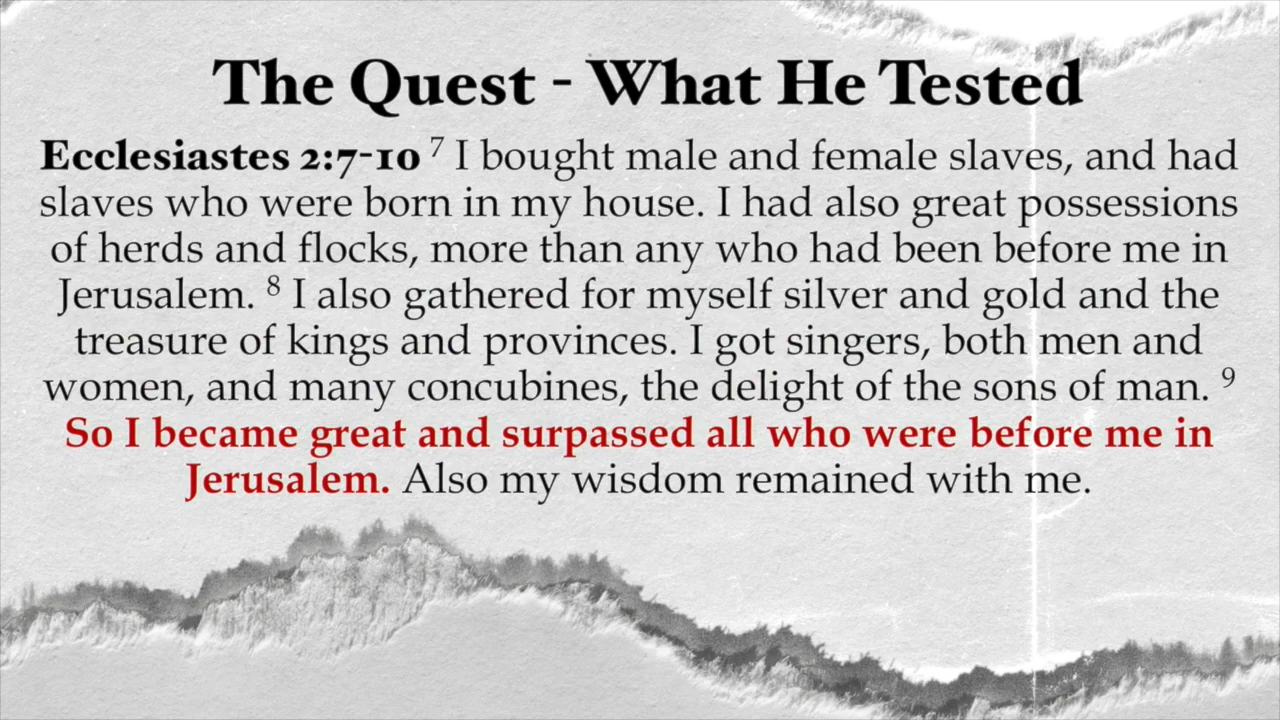 The Quest - What He Tested
Ecclesiastes 2:7-10 7 I bought male and female slaves, and had
slaves who were born in my house. I had also great possessions
of herds and flocks, more than any who had been before me in
Jerusalem. 8 I also gathered for myself silver and gold and the
treasure of kings and provinces. I got singers, both men and
women, and many concubines, the delight of the sons of man. 9
So I became great and surpassed all who were before me in
Jerusalem. Also my wisdom remained with me.